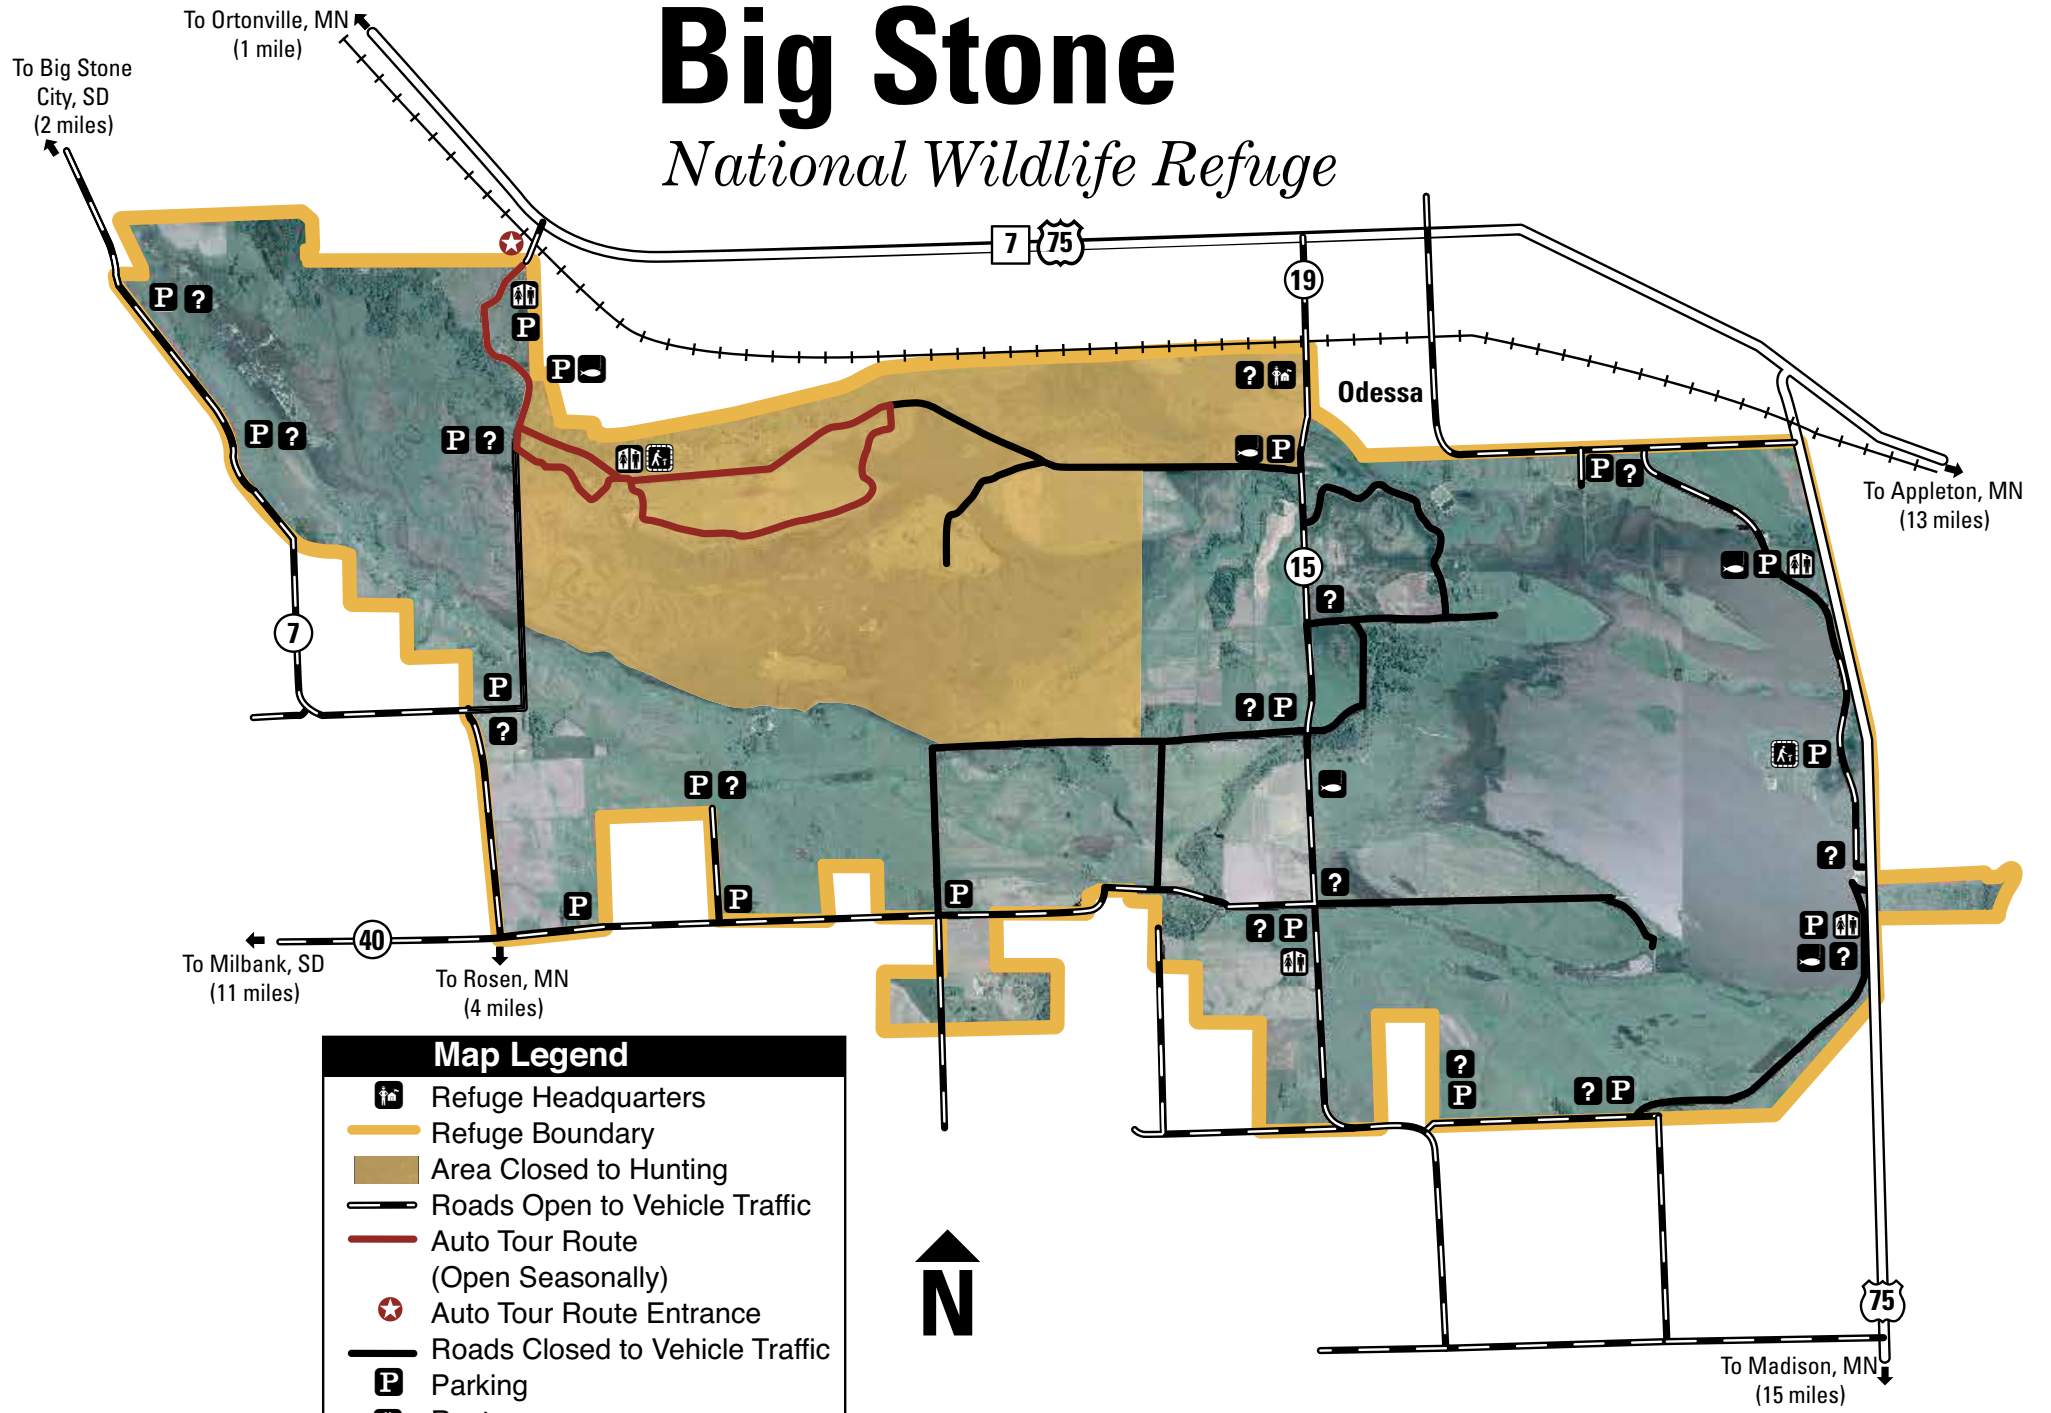 Big Stone
National Wildlife Refuge
To Ortonville, MN
(1 mile)
To Big Stone
City, SD
(2 miles)
7
75
19
Odessa
To Appleton, MN
(13 miles)
P ?
P
P
P ?
P ?
?
P
P ?
P
?
15
?
7
P
?
? P
P
P ?
?
P
P
P
?
? P
P
?
40
To Milbank, SD
(11 miles)
To Rosen, MN
(4 miles)
?
P
? P
Map Legend
Refuge Headquarters
Refuge Boundary
Area Closed to Hunting
Roads Open to Vehicle Traffic
Auto Tour Route
(Open Seasonally)
Auto Tour Route Entrance
Roads Closed to Vehicle Traffic
P Parking
N
75
To Madison, MN
(15 miles)